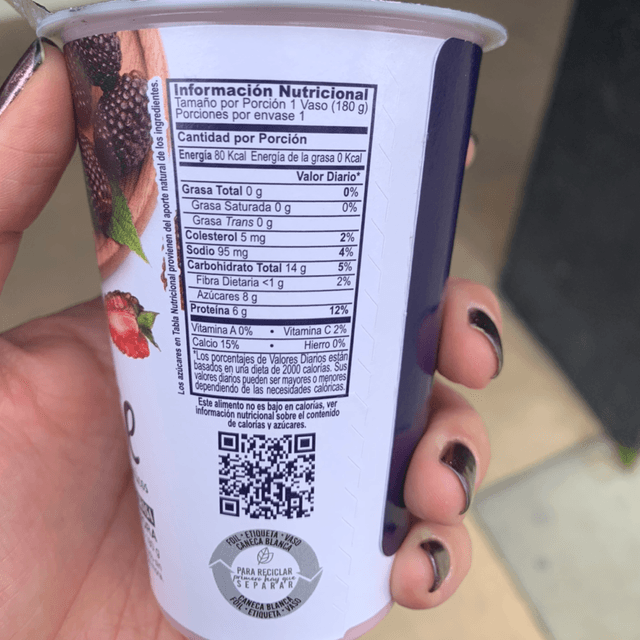 Información Nutricional
Tamaño por Porción 1 Vaso (180 g)
Porciones por envase 1
Cantidad por Porción
Energía 80 Kcal Energía de la grasa 0 Kcal
Valor Diario*
Grasa Total 0 g 0%
Grasa Saturada 0 g 0%
Grasa Trans 0 g
Colesterol 5 mg 2%
Sodio 95 mg 4%
Carbohidrato Total 14 g 5%
Fibra Dietaria <1 g 2%
Azúcares 8 g
Proteína 6 g 12%
Vitamina A 0% • Vitamina C 2%
Calcio 15% • Hierro 0%
*Los porcentajes de Valores Diarios están
basados en una dieta de 2000 calorías. Sus
valores diarios pueden ser mayores o menores
dependiendo de las necesidades calóricas.
Los azúcares en Tabla Nutricional provienen del aporte natural de los ingredientes.
Este alimento no es bajo en calorías, ver
información nutricional sobre el contenido
de calorías y azúcares.
FOIL • ETIQUETA • VASO
CANECA BLANCA
PARA RECICLAR
primero hay que
SEPARAR
CANECA BLANCA
FOIL • ETIQUETA • VASO